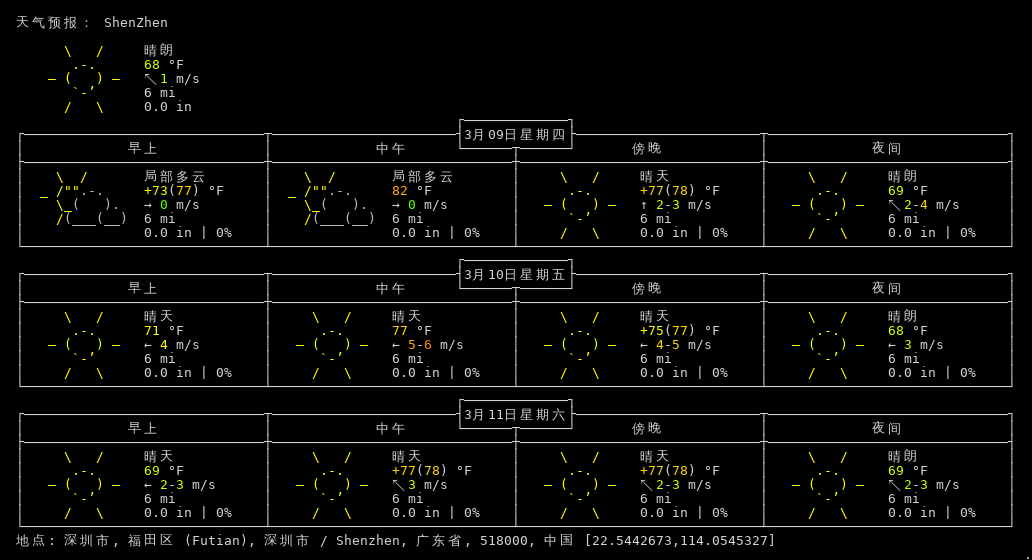 天气预报： ShenZhen
晴朗
68 °F
↖ 1 m/s
6 mi
0.0 in
3月09日星期四
早上 中午 傍晚 夜间
局部多云 局部多云 晴天 晴朗
+73(77) °F 82 °F +77(78) °F 69 °F
→ 0 m/s → 0 m/s ↑ 2-3 m/s ↖ 2-4 m/s
6 mi 6 mi 6 mi 6 mi
0.0 in | 0% 0.0 in | 0% 0.0 in | 0% 0.0 in | 0%
3月10日星期五
早上 中午 傍晚 夜间
晴天 晴天 晴天 晴朗
71 °F 77 °F +75(77) °F 68 °F
← 4 m/s ← 5-6 m/s ← 4-5 m/s ← 3 m/s
6 mi 6 mi 6 mi 6 mi
0.0 in | 0% 0.0 in | 0% 0.0 in | 0% 0.0 in | 0%
3月11日星期六
早上 中午 傍晚 夜间
晴天 晴天 晴天 晴朗
69 °F +77(78) °F +77(78) °F 69 °F
← 2-3 m/s ↖ 3 m/s ↖ 2-3 m/s ↖ 2-3 m/s
6 mi 6 mi 6 mi 6 mi
0.0 in | 0% 0.0 in | 0% 0.0 in | 0% 0.0 in | 0%
地点: 深圳市, 福田区 (Futian), 深圳市 / Shenzhen, 广东省, 518000, 中国 [22.5442673,114.0545327]